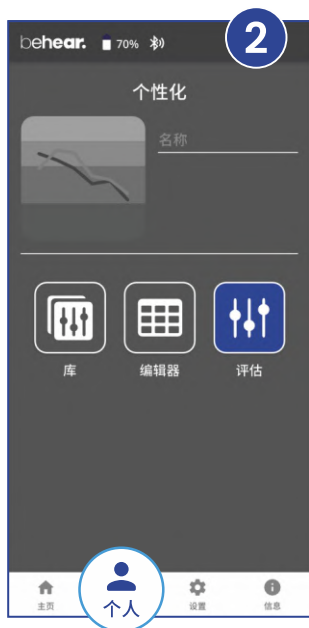 behear. 70%
2
个性化
名称
库 编辑器 评估
主页 个人 设置 信息